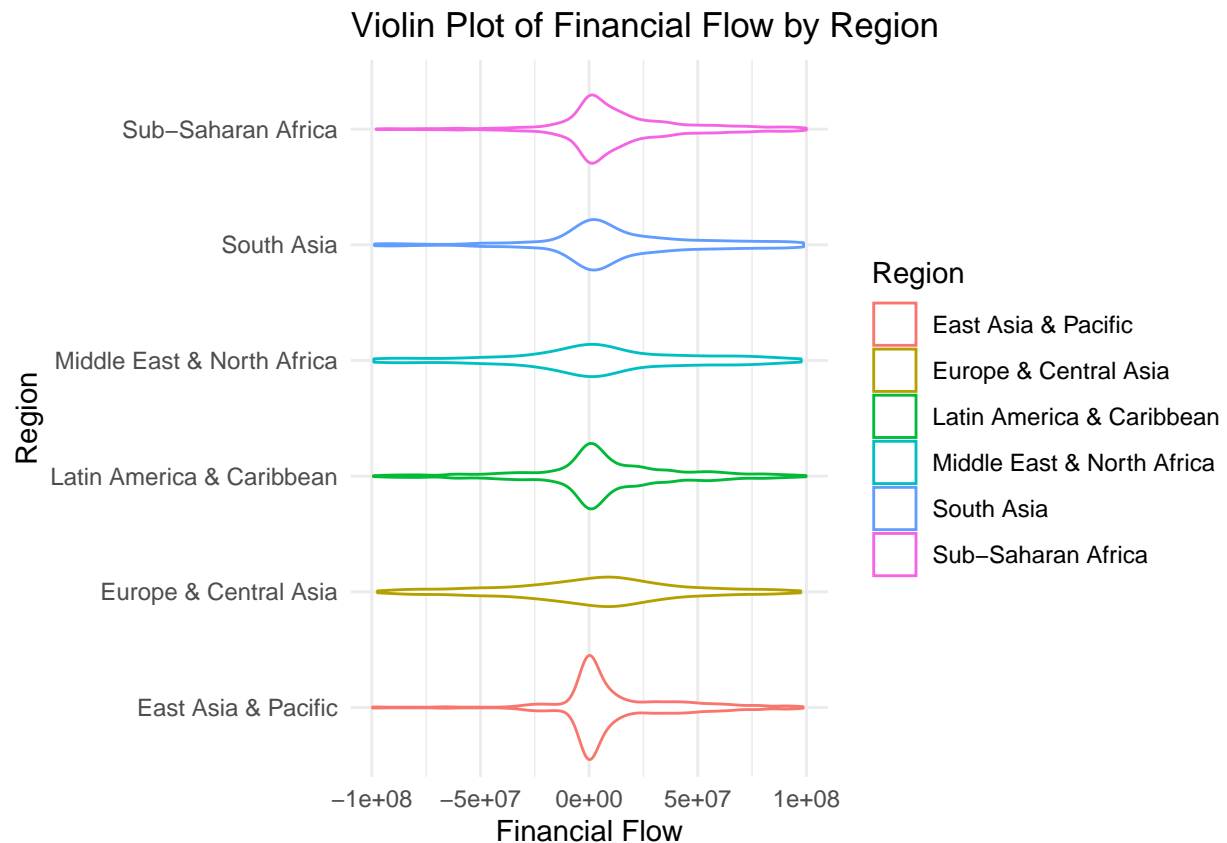 Violin Plot of Financial Flow by Region
Region
Sub−Saharan Africa
South Asia
Middle East & North Africa
Latin America & Caribbean
Europe & Central Asia
East Asia & Pacific
−1e+08 −5e+07 0e+00 5e+07 1e+08
Financial Flow
Region
East Asia & Pacific
Europe & Central Asia
Latin America & Caribbean
Middle East & North Africa
South Asia
Sub−Saharan Africa